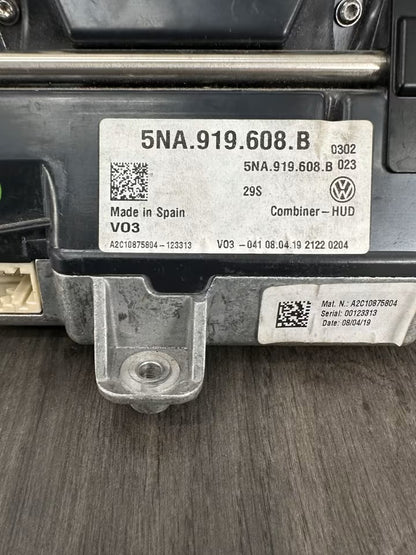 5NA.919.608.B 0302
5NA.919.608.B 023
29S
Made in Spain Combiner-HUD
V03
A2C10875804-123313 V03 -041 08.04.19 2122 0204
Mat. N.: A2C10875804
Serial: 00123313
Date: 08/04/19